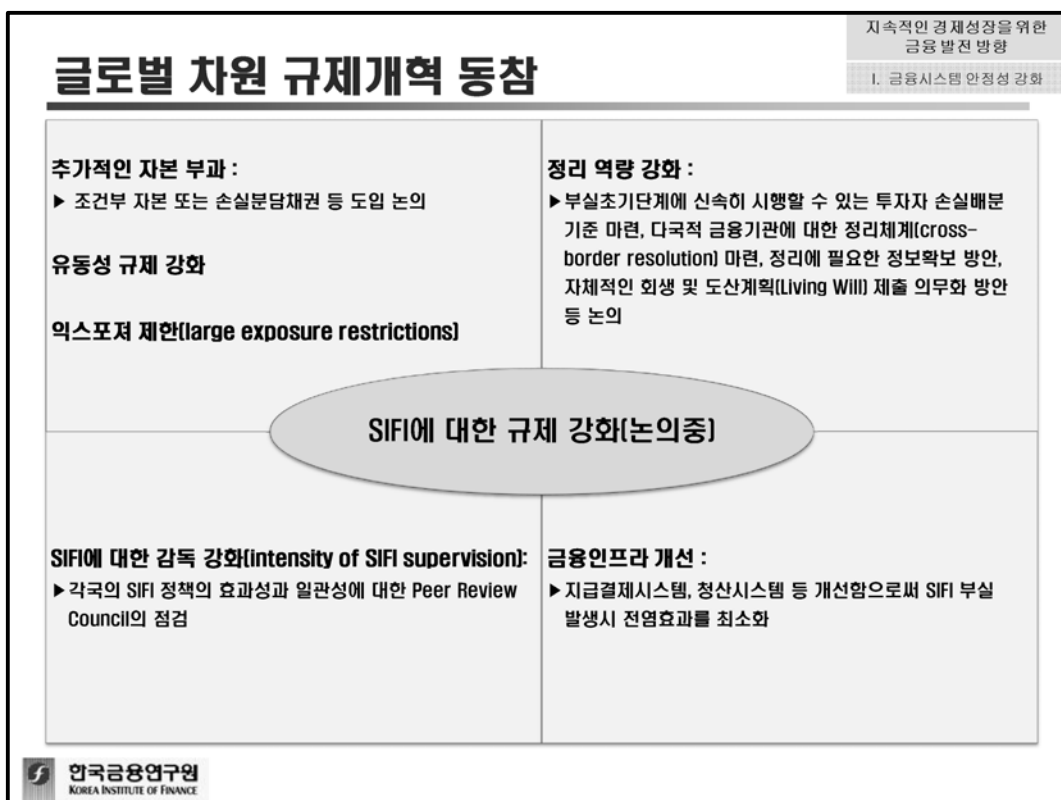 지속적인 경제성장을 위한
금융 발전 방향
I. 금융시스템 안정성 강화
글로벌 차원 규제개혁 동참
추가적인 자본 부과 :
▶ 조건부 자본 또는 손실분담채권 등 도입 논의
유동성 규제 강화
익스포져 제한(large exposure restrictions)
정리 역량 강화 :
▶부실초기단계에 신속히 시행할 수 있는 투자자 손실배분
기준 마련, 다국적 금융기관에 대한 정리체계(cross-
border resolution) 마련, 정리에 필요한 정보확보 방안,
자체적인 회생 및 도산계획(Living Will) 제출 의무화 방안
등 논의
SIFI에 대한 규제 강화(논의중)
SIFI에 대한 감독 강화(intensity of SIFI supervision):
▶각국의 SIFI 정책의 효과성과 일관성에 대한 Peer Review
Council의 점검
금융인프라 개선 :
▶지급결제시스템, 청산시스템 등 개선함으로써 SIFI 부실
발생시 전염효과를 최소화
한국금융연구원
KOREA INSTITUTE OF FINANCE